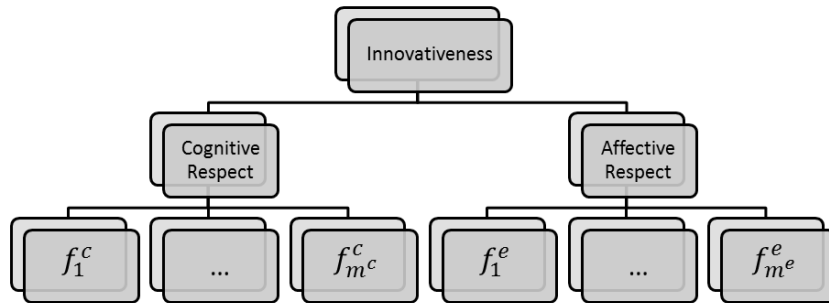 Innovativeness
Cognitive
Respect
Affective
Respect
f_1^c
...
f_{m^c}^c
f_1^e
...
f_{m^e}^e